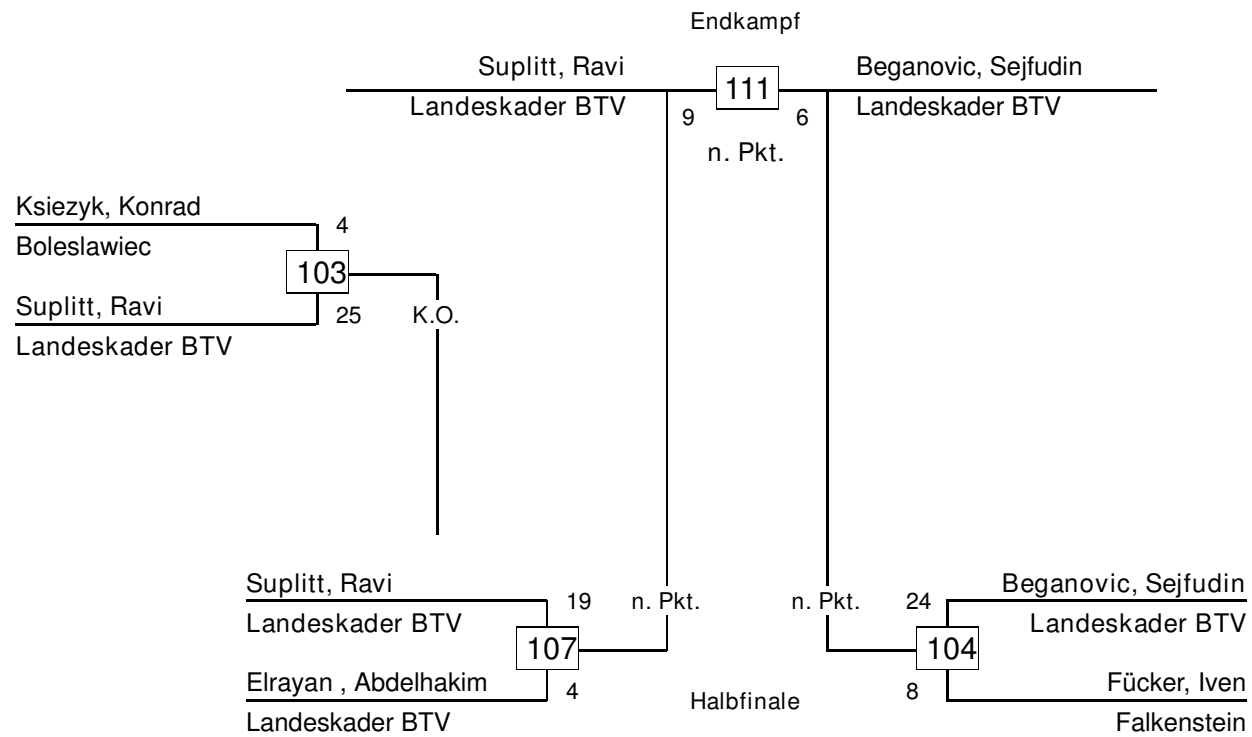 Endkampf
Suplitt, Ravi
111
Beganovic, Sejfudin
Landeskader BTV
9
6
Landeskader BTV
n. Pkt.
Ksiezyk, Konrad
4
Boleslawiec
103
Suplitt, Ravi
25
K.O.
Landeskader BTV
Suplitt, Ravi
19
n. Pkt.
n. Pkt.
24
Beganovic, Sejfudin
Landeskader BTV
107
104
Landeskader BTV
Elrayan , Abdelhakim
4
Halbfinale
8
Fücker, Iven
Landeskader BTV
Falkenstein